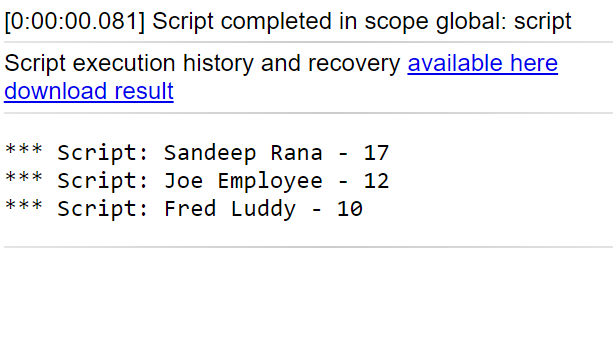 [0:00:00.081] Script completed in scope global: script
Script execution history and recovery available here
download result
*** Script: Sandeep Rana - 17
*** Script: Joe Employee - 12
*** Script: Fred Luddy - 10